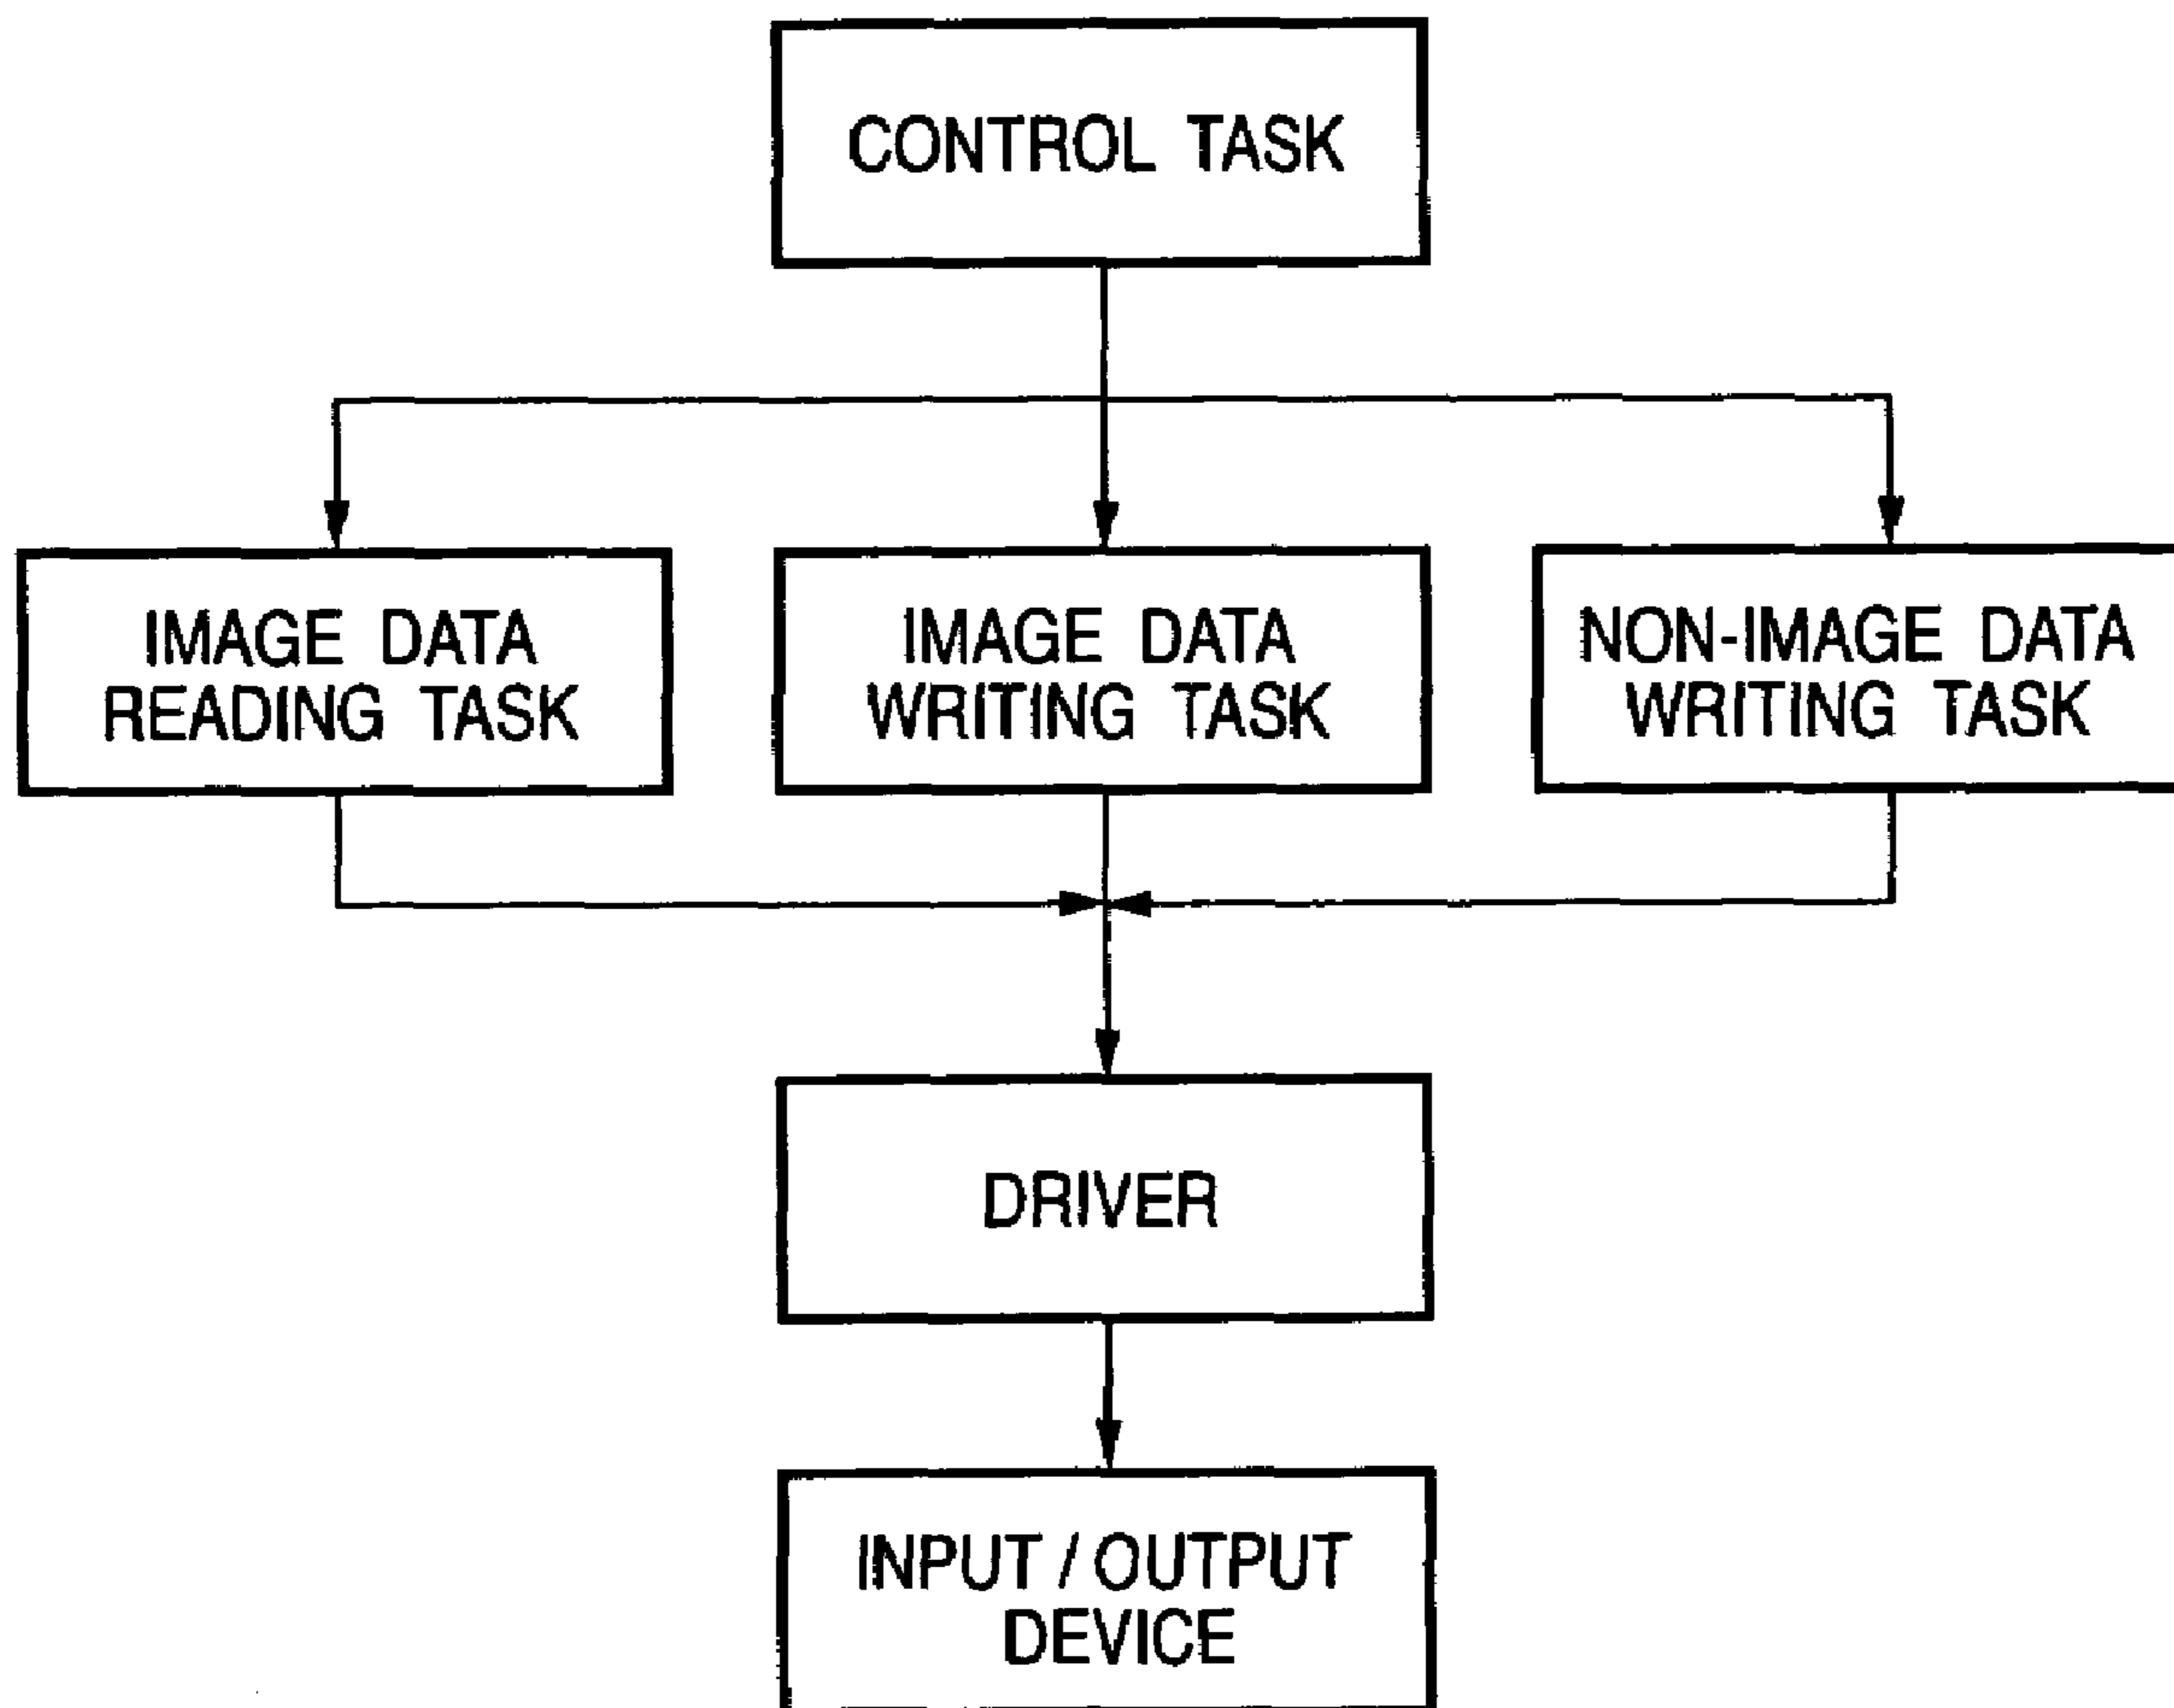 CONTROL TASK
IMAGE DATA
READING TASK
IMAGE DATA
WRITING TASK
NON-IMAGE DATA
WRITING TASK
DRIVER
INPUT / OUTPUT
DEVICE